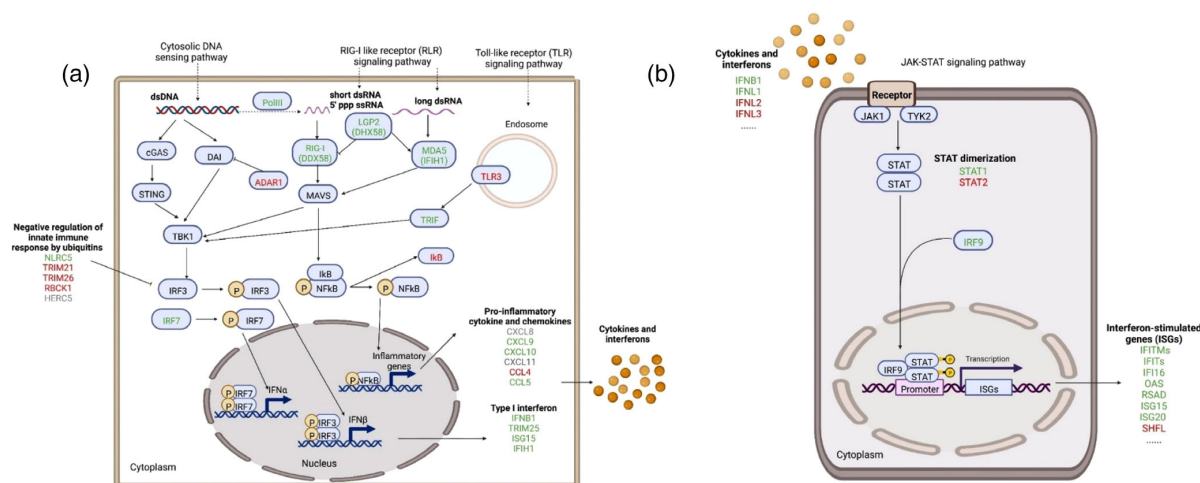 (a)
Cytosolic DNA
sensing pathway
RIG-I like receptor (RLR)
signaling pathway
Toll-like receptor (TLR)
signaling pathway
dsDNA
PolIII
short dsRNA
5' ppp ssRNA
long dsRNA
LGP2
(DHX58)
Endosome
cGAS
DAI
RIG-I
(DDX58)
MDA5
(IFIH1)
ADAR1
TLR3
STING
MAVS
TRIF
TBK1
Negative regulation of
innate immune
response by ubiquitins
NLRC5
TRIM21
TRIM26
RBCK1
HERC5
IkB
IkB
P
NFkB
P
NFkB
IRF3
P
IRF3
IRF7
P
IRF7
Pro-inflammatory
cytokine and chemokines
CXCL8
CXCL9
CXCL10
CXCL11
CCL4
CCL5
Cytokines and
interferons
Inflammatory
genes
P
NFkB
P
IRF7
P
IRF7
IFNα
P
IRF3
P
IRF3
IFNβ
Type I interferon
IFNB1
TRIM25
ISG15
IFIH1
Cytoplasm
Nucleus
(b)
JAK-STAT signaling pathway
Cytokines and
interferons
IFNB1
IFNL1
IFNL2
IFNL3
......
Receptor
JAK1
TYK2
STAT
STAT
STAT dimerization
STAT1
STAT2
IRF9
STAT
P
IRF9
STAT
P
Transcription
Promoter
ISGs
Interferon-stimulated
genes (ISGs)
IFITMs
IFITs
IFI16
OAS
RSAD
ISG15
ISG20
SHFL
......
Cytoplasm